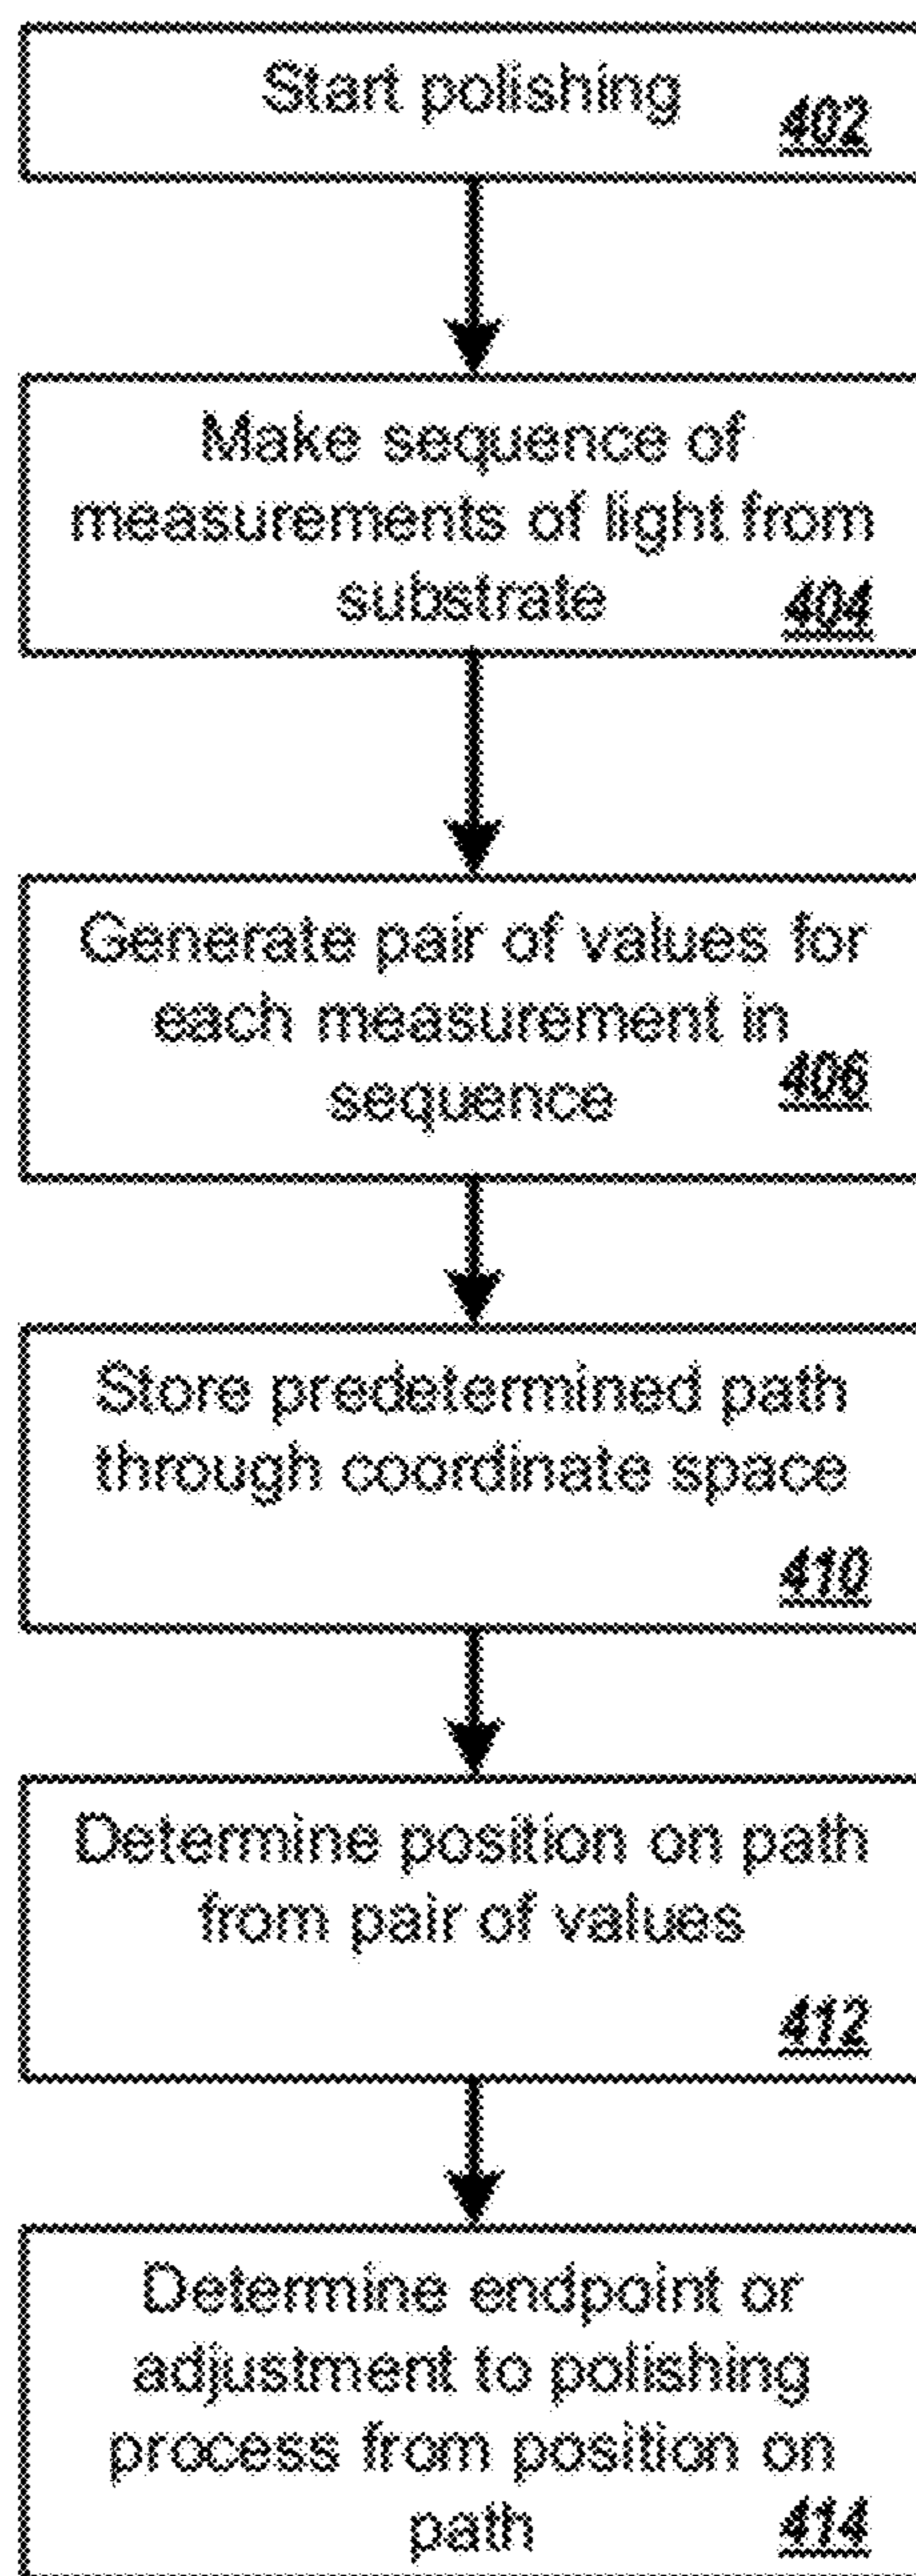 Start polishing
402
Make sequence of
measurements of light from
substrate
404
Generate pair of values for
each measurement in
sequence
406
Store predetermined path
through coordinate space
410
Determine position on path
from pair of values
412
Determine endpoint or
adjustment to polishing
process from position on
path
414